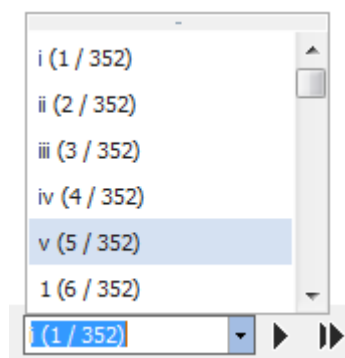 i (1 / 352)
ii (2 / 352)
iii (3 / 352)
iv (4 / 352)
v (5 / 352)
1 (6 / 352)
i (1 / 352)